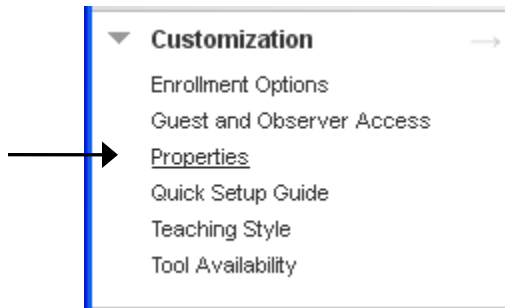 Customization
Enrollment Options
Guest and Observer Access
Properties
Quick Setup Guide
Teaching Style
Tool Availability